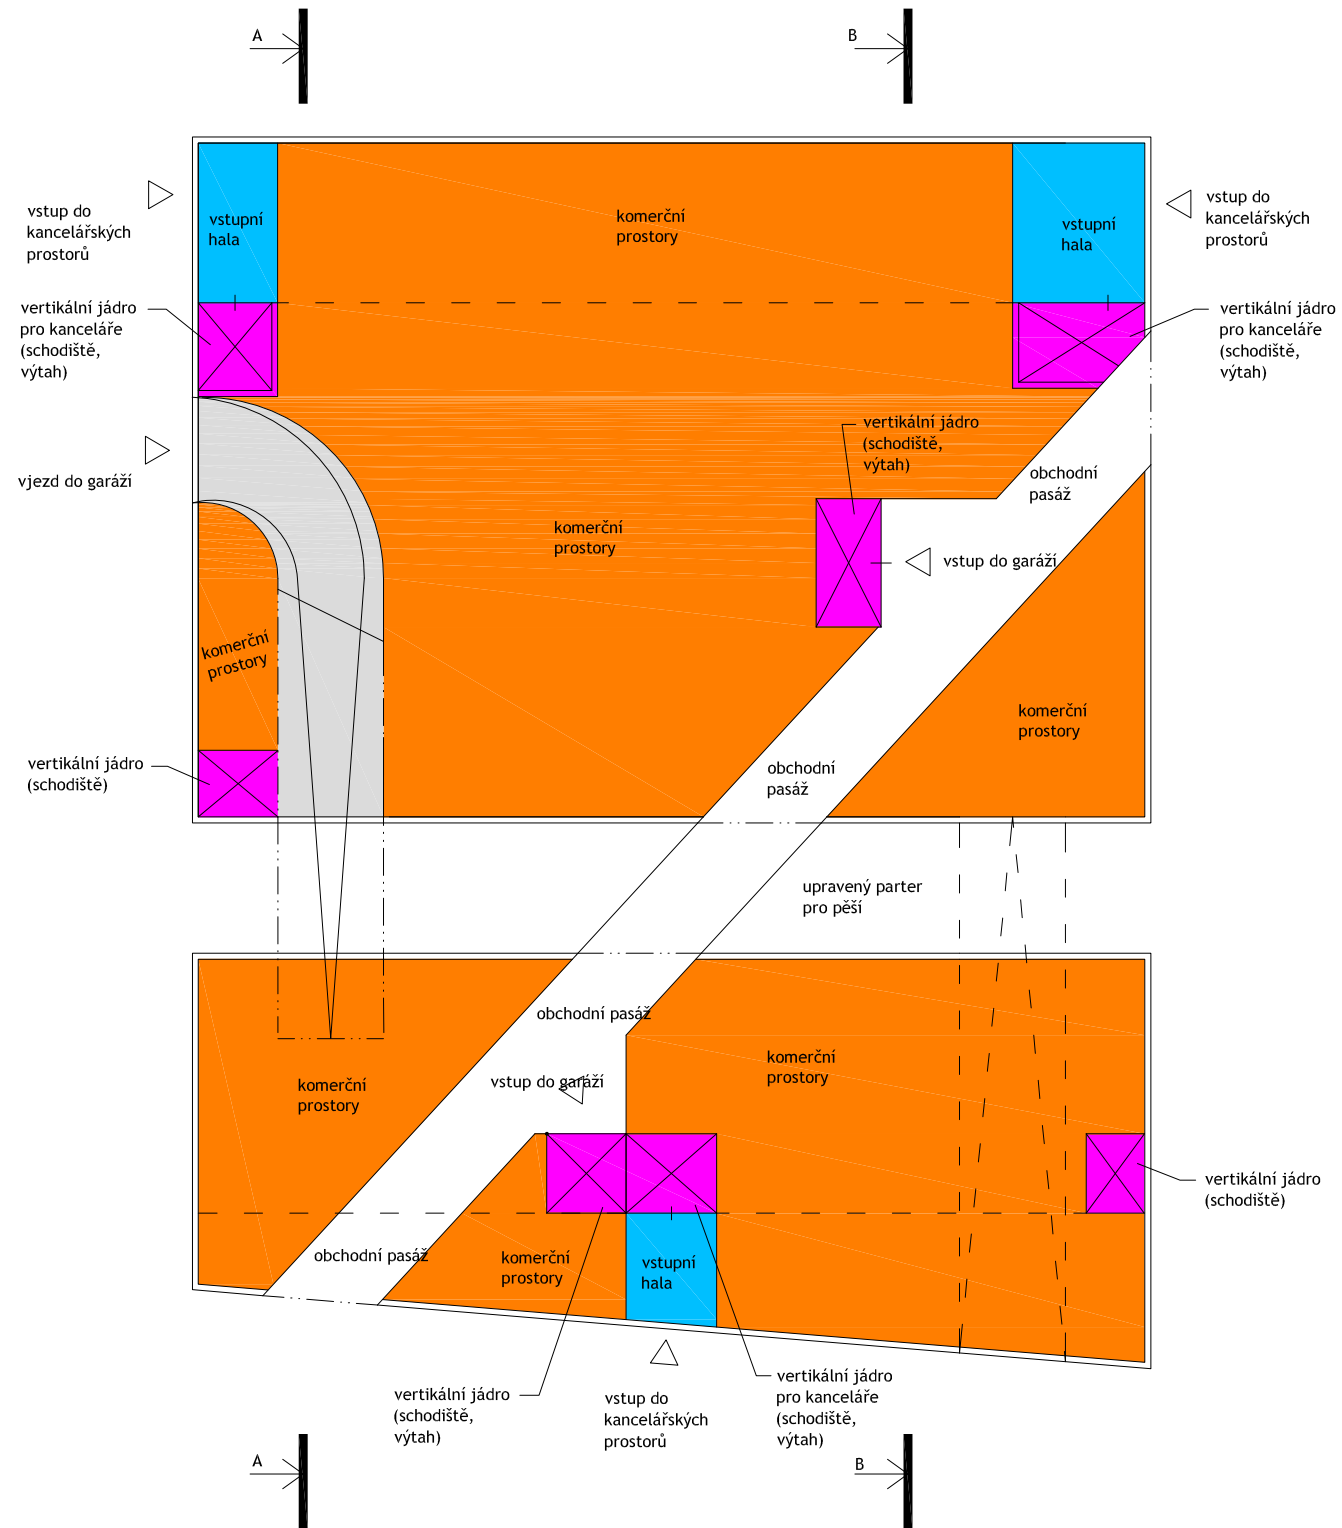 A
B
vstup do
kancelářských
prostorů
vstupní
hala
komerční
prostory
vstupní
hala
vstup do
kancelářských
prostorů
vertikální jádro
pro kanceláře
(schodiště,
výtah)
vertikální jádro
pro kanceláře
(schodiště,
výtah)
vertikální jádro
(schodiště,
výtah)
vjezd do garáží
obchodní
pasáž
komerční
prostory
vstup do garáží
komerční
prostory
komerční
prostory
vertikální jádro
(schodiště)
obchodní
pasáž
upravený parter
pro pěší
obchodní pasáž
komerční
prostory
vstup do garáží
komerční
prostory
vertikální jádro
(schodiště)
obchodní pasáž
komerční
prostory
vstupní
hala
vertikální jádro
(schodiště,
výtah)
vstup do
kancelářských
prostorů
vertikální jádro
pro kanceláře
(schodiště,
výtah)
A
B